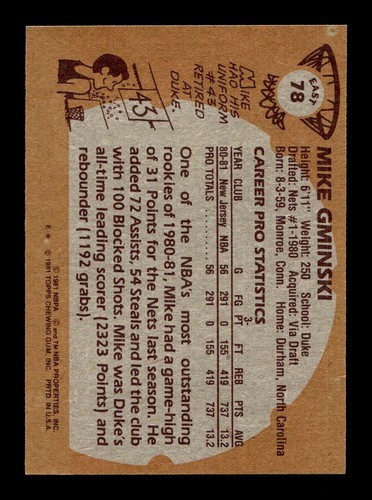 EAST
78
MIKE GMINSKI
Height: 6'11" Weight: 250 School: Duke
Drafted: Nets #1-1980 Acquired: Via Draft
Born: 8-3-59, Monroe, Conn. Home: Durham, North Carolina
CAREER PRO STATISTICS
3-
YEAR CLUB G FG PT FT REB PTS AVG
80-81 New Jersey NBA 56 291 0 155 419 737 13.2
PRO TOTALS 56 291 0 155 419 737 13.2
MIKE
HAD HIS
UNIFORM
#43
RETIRED
AT
DUKE.
43
One of the NBA's most outstanding
rookies of 1980-81, Mike had a game-high
of 31 Points for the Nets last season. He
added 72 Assists, 54 Steals and led the club
with 100 Blocked Shots. Mike was Duke's
all-time leading scorer (2323 Points) and
rebounder (1192 grabs).
© 1981 NBPA © and ™ NBA PROPERTIES, INC.
E * © 1981 TOPPS CHEWING GUM, INC. PRTD. IN U.S.A.